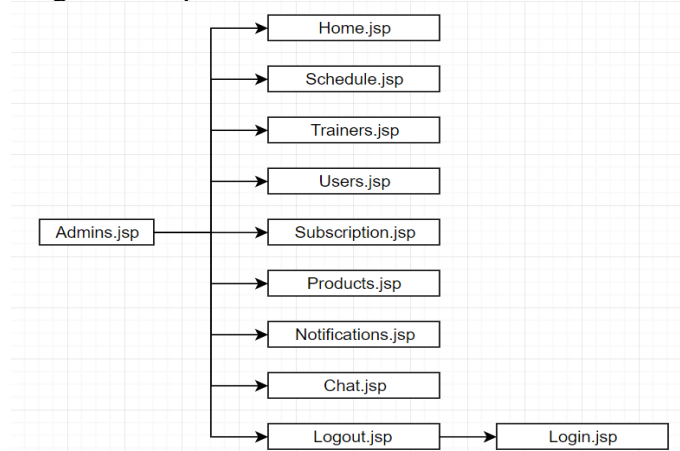 Home.jsp
Schedule.jsp
Trainers.jsp
Users.jsp
Admins.jsp
Subscription.jsp
Products.jsp
Notifications.jsp
Chat.jsp
Logout.jsp
Login.jsp